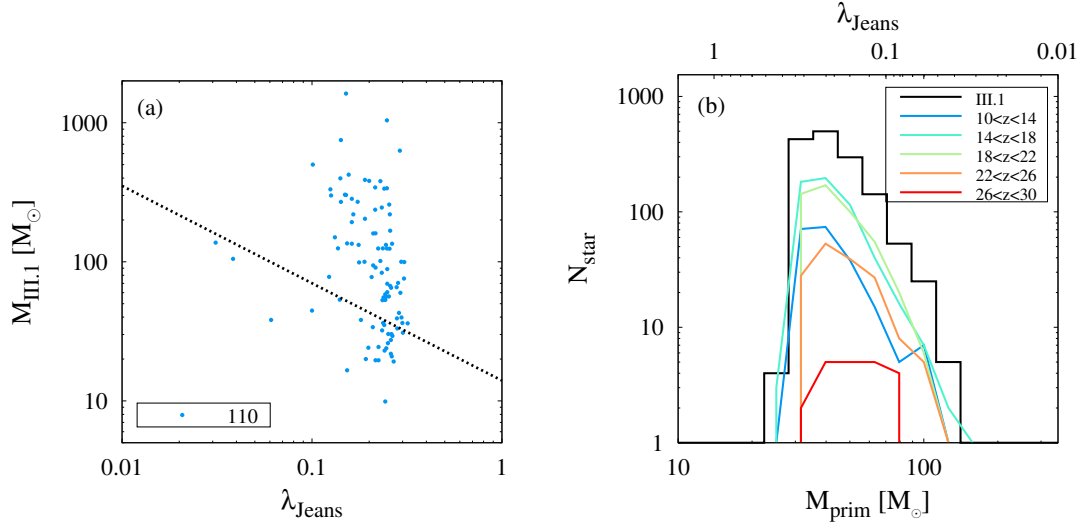 (a)
1000
100
10
M_III.1 [M_⊙]
110
0.01
0.1
1
λ_Jeans
λ_Jeans
1
0.1
0.01
(b)
III.1
10<z<14
14<z<18
18<z<22
22<z<26
26<z<30
1000
100
10
1
N_star
10
100
M_prim [M_⊙]